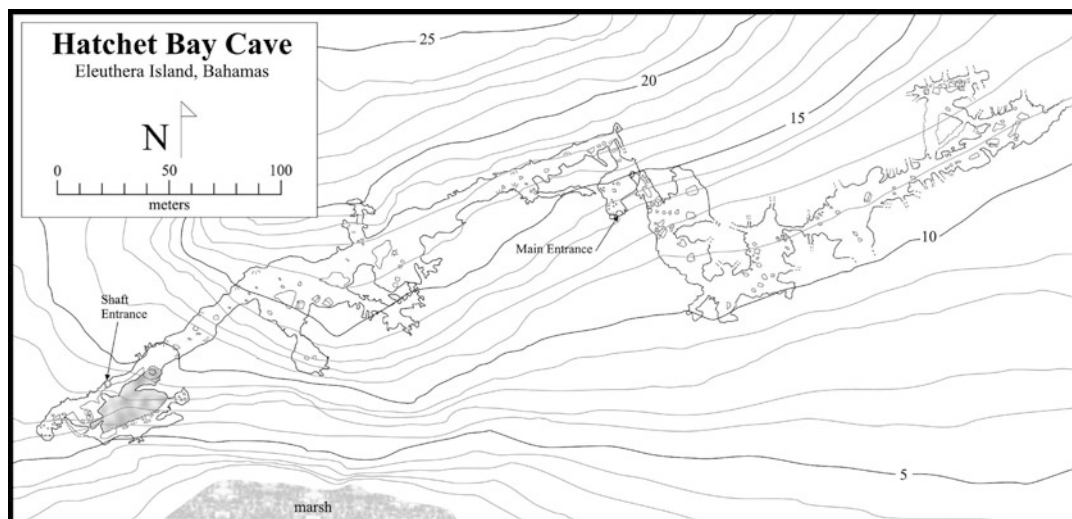 Hatchet Bay Cave
Eleuthera Island, Bahamas
N
0 50 100
meters
25
20
15
Main Entrance
10
Shaft
Entrance
5
marsh